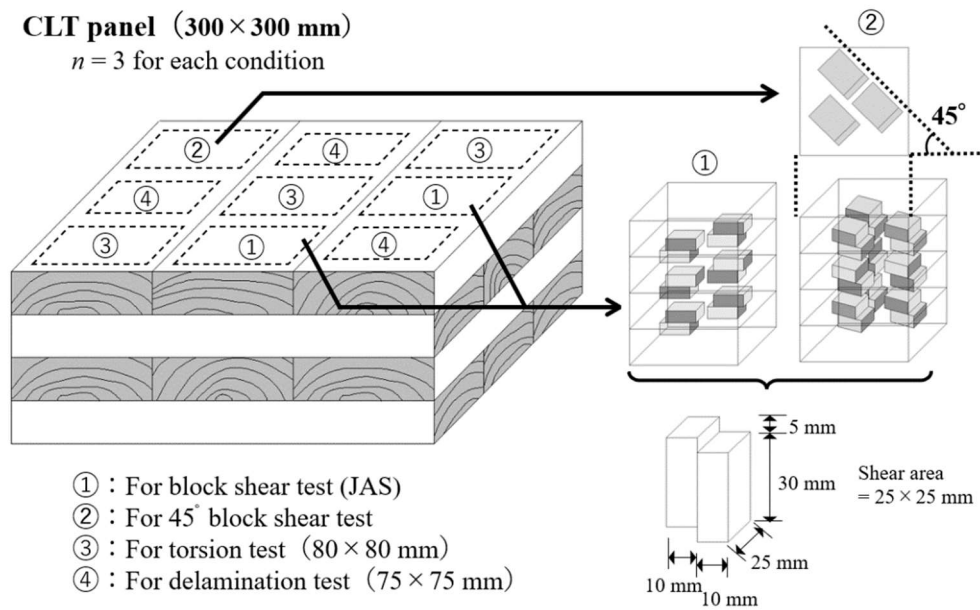 CLT panel（300×300 mm）
n = 3 for each condition
②
45°
②
④
③
①
④
③
①
③
①
④
①：For block shear test (JAS)
②：For 45° block shear test
③：For torsion test（80×80 mm）
④：For delamination test（75×75 mm）
5 mm
30 mm
Shear area
= 25×25 mm
25 mm
10 mm
10 mm